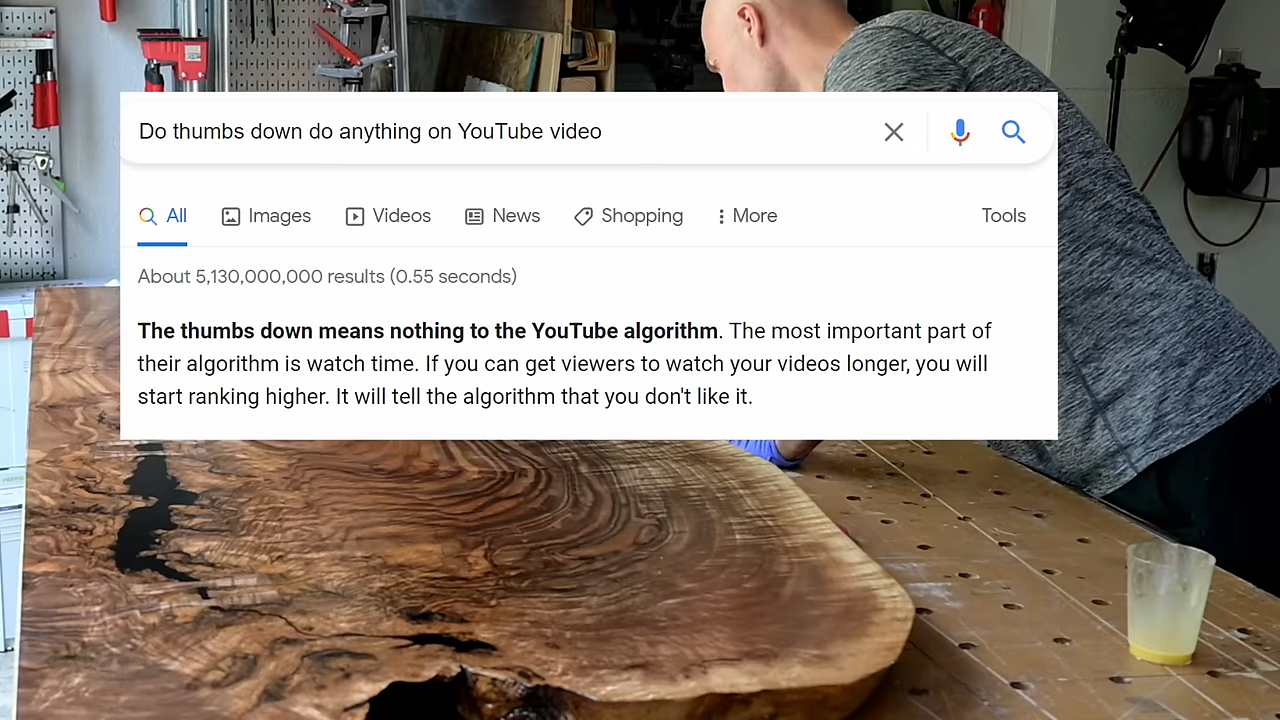 Do thumbs down do anything on YouTube video
All Images Videos News Shopping More Tools
About 5,130,000,000 results (0.55 seconds)
The thumbs down means nothing to the YouTube algorithm. The most important part of
their algorithm is watch time. If you can get viewers to watch your videos longer, you will
start ranking higher. It will tell the algorithm that you don't like it.